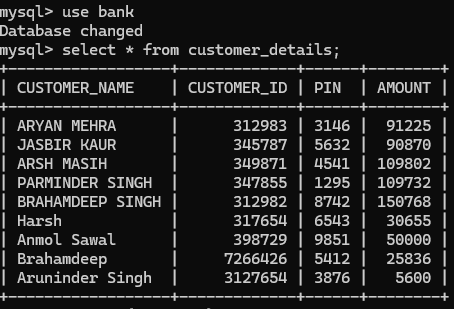 mysql> use bank
Database changed
mysql> select * from customer_details;
+------------------+-------------+------+--------+
| CUSTOMER_NAME    | CUSTOMER_ID | PIN  | AMOUNT |
+------------------+-------------+------+--------+
| ARYAN MEHRA      |      312983 | 3146 |  91225 |
| JASBIR KAUR      |      345787 | 5632 |  90870 |
| ARSH MASIH       |      349871 | 4541 | 109802 |
| PARMINDER SINGH  |      347855 | 1295 | 109732 |
| BRAHAMDEEP SINGH |      312982 | 8742 | 150768 |
| Harsh            |      317654 | 6543 |  30655 |
| Anmol Sawal      |      398729 | 9851 |  50000 |
| Brahamdeep       |     7266426 | 5412 |  25836 |
| Aruninder Singh  |     3127654 | 3876 |   5600 |
+------------------+-------------+------+--------+